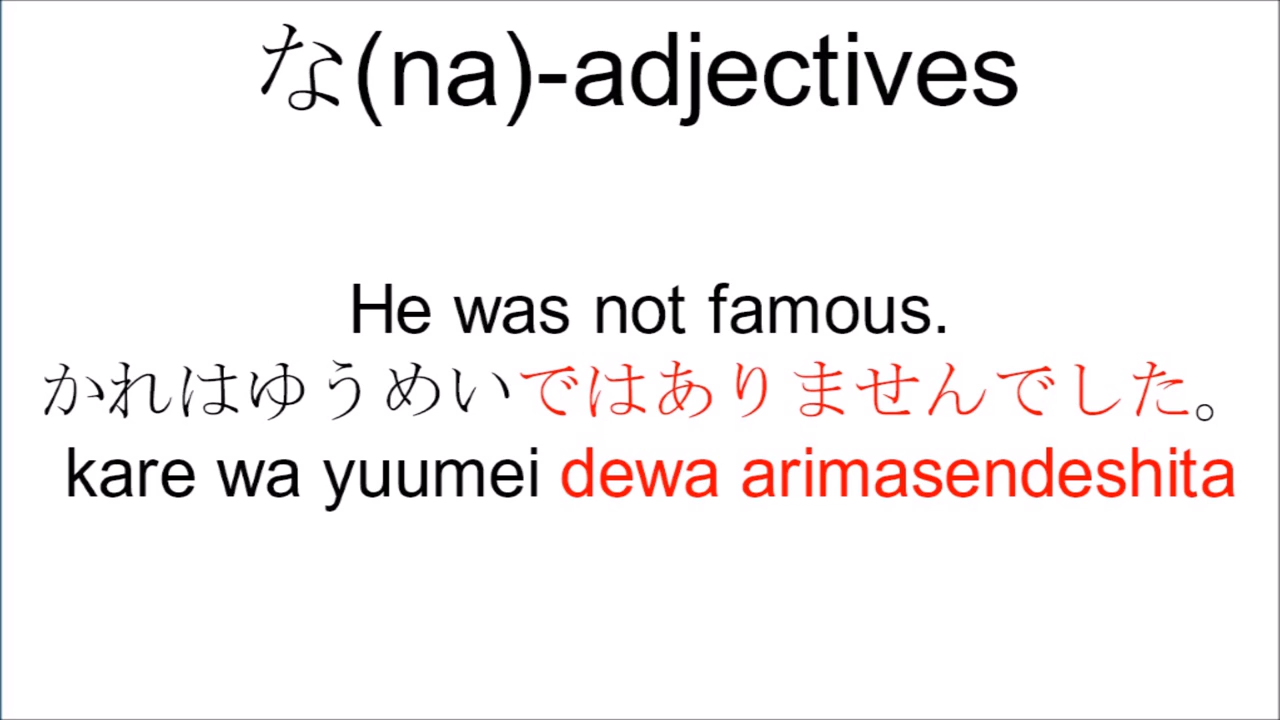 な(na)-adjectives
He was not famous.
かれはゆうめいではありませんでした。
kare wa yuumei dewa arimasendeshita